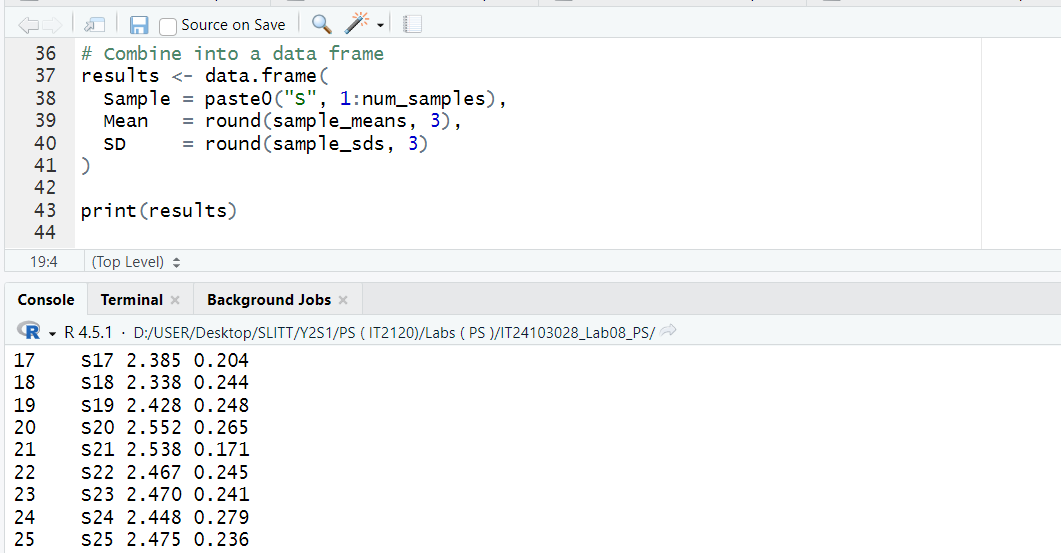 Source on Save
36 # Combine into a data frame
37 results <- data.frame(
38   Sample = paste0("S", 1:num_samples),
39   Mean   = round(sample_means, 3),
40   SD     = round(sample_sds, 3)
41 )
42
43 print(results)
44
19:4 (Top Level)
Console Terminal Background Jobs
R R 4.5.1 · D:/USER/Desktop/SLITT/Y2S1/PS ( IT2120)/Labs ( PS )/IT24103028_Lab08_PS/
17    S17 2.385 0.204
18    S18 2.338 0.244
19    S19 2.428 0.248
20    S20 2.552 0.265
21    S21 2.538 0.171
22    S22 2.467 0.245
23    S23 2.470 0.241
24    S24 2.448 0.279
25    S25 2.475 0.236